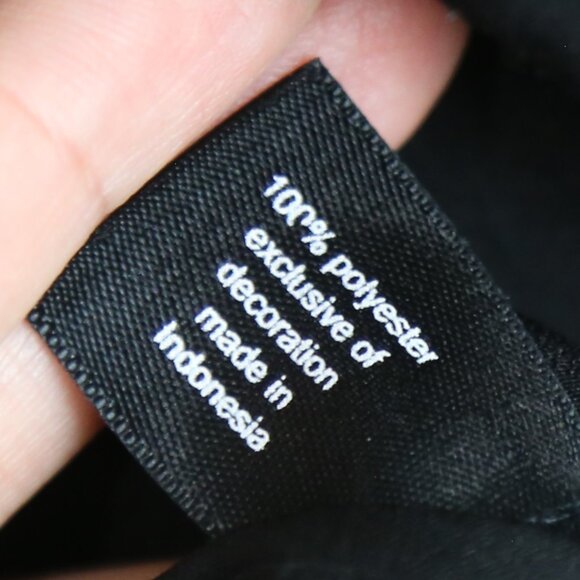 100% polyester
exclusive of
decoration
made in
Indonesia